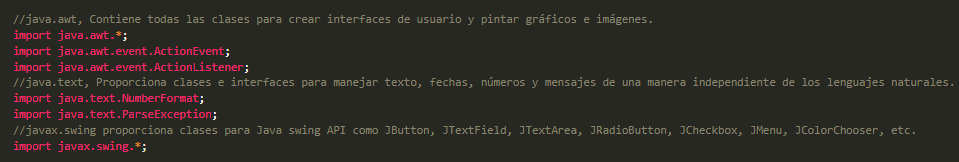 //java.awt, Contiene todas las clases para crear interfaces de usuario y pintar gráficos e imágenes.
import java.awt.*;
import java.awt.event.ActionEvent;
import java.awt.event.ActionListener;
//java.text, Proporciona clases e interfaces para manejar texto, fechas, números y mensajes de una manera independiente de los lenguajes naturales.
import java.text.NumberFormat;
import java.text.ParseException;
//javax.swing proporciona clases para Java swing API como JButton, JTextField, JTextArea, JRadioButton, JCheckbox, JMenu, JColorChooser, etc.
import javax.swing.*;